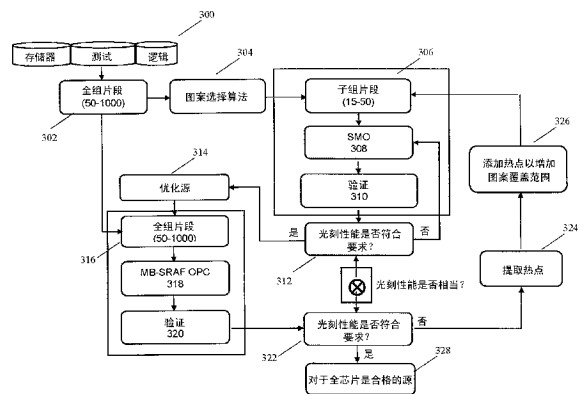 300
存储器
测试
逻辑
304
306
全组片段
(50-1000)
图案选择算法
子组片段
(15-50)
302
326
SMO
308
314
添加热点以增加
图案覆盖范围
优化源
验证
310
324
是
否
全组片段
(50-1000)
光刻性能是否符合
要求?
316
312
提取热点
MB-SRAF OPC
318
光刻性能是否相当?
验证
320
光刻性能是否符合
要求?
否
322
是
328
对于全芯片是合格的源